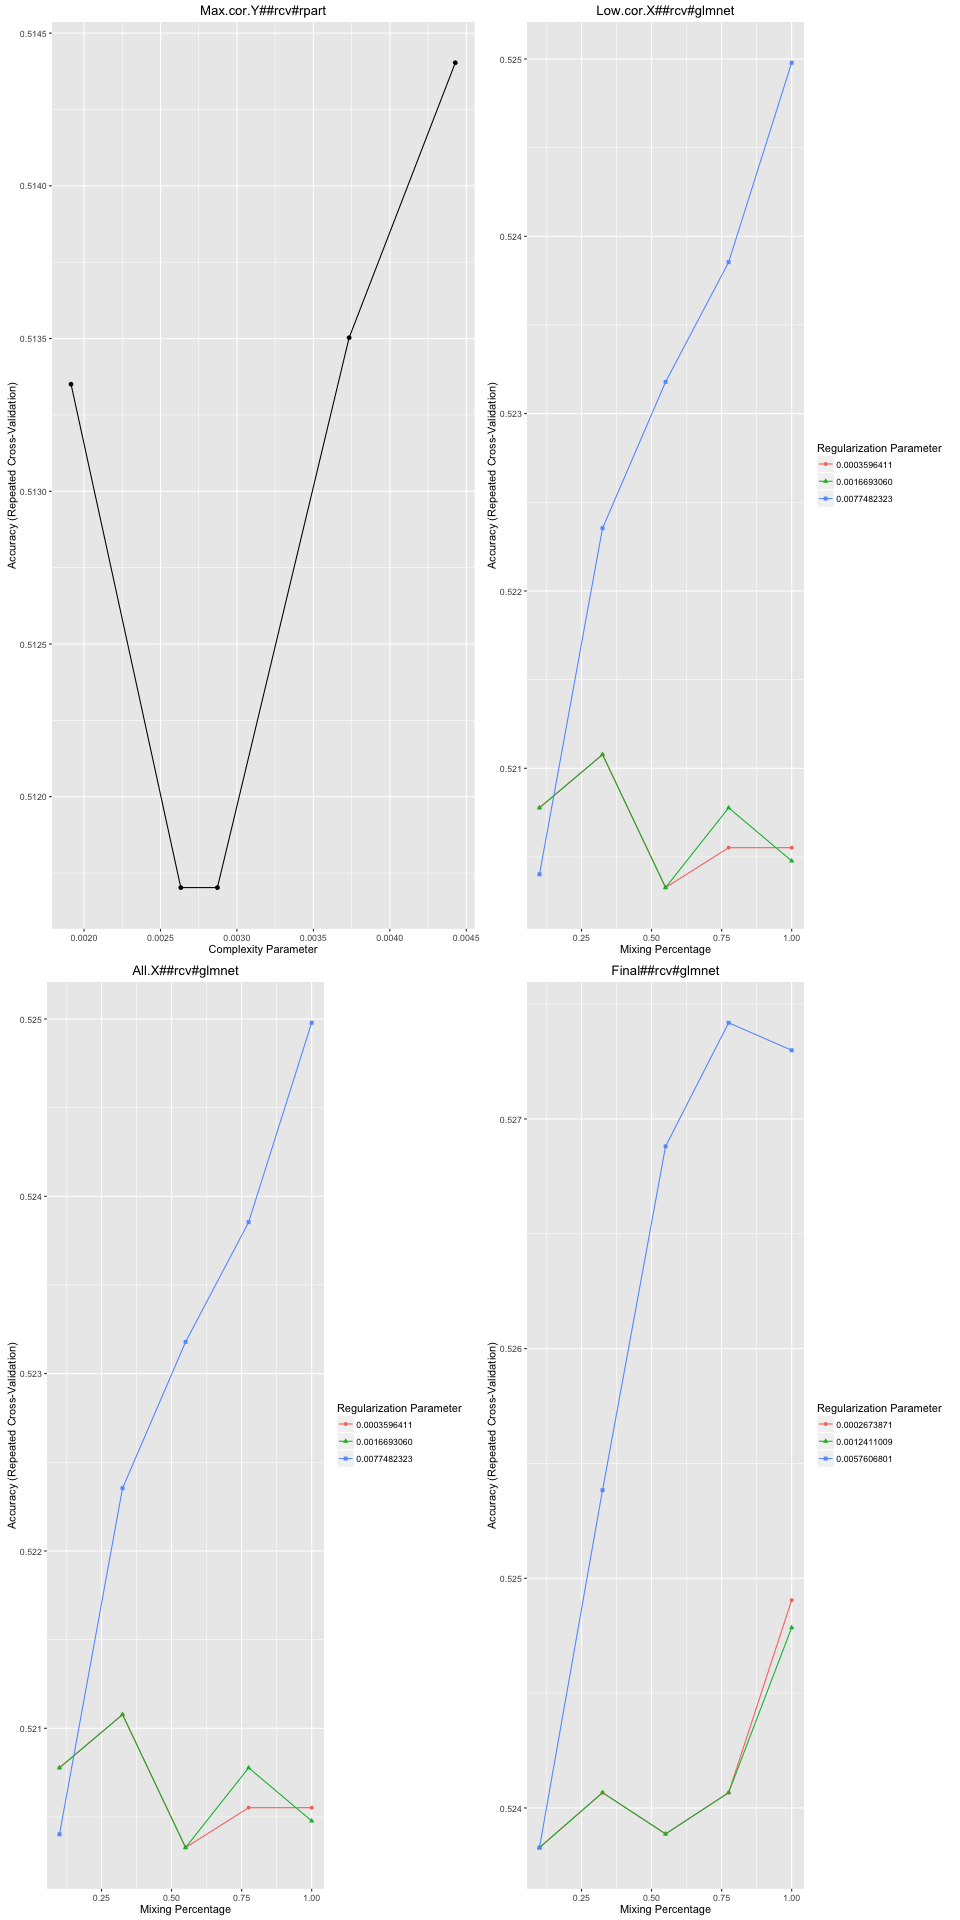 Max.cor.Y##rcv#rpart
Accuracy (Repeated Cross-Validation)
0.5145
0.5140
0.5135
0.5130
0.5125
0.5120
0.0020 0.0025 0.0030 0.0035 0.0040 0.0045
Complexity Parameter
Low.cor.X##rcv#glmnet
Accuracy (Repeated Cross-Validation)
0.525
0.524
0.523
0.522
0.521
0.25 0.50 0.75 1.00
Mixing Percentage
Regularization Parameter
0.0003596411
0.0016693060
0.0077482323
All.X##rcv#glmnet
Accuracy (Repeated Cross-Validation)
0.525
0.524
0.523
0.522
0.521
0.25 0.50 0.75 1.00
Mixing Percentage
Regularization Parameter
0.0003596411
0.0016693060
0.0077482323
Final##rcv#glmnet
Accuracy (Repeated Cross-Validation)
0.527
0.526
0.525
0.524
0.25 0.50 0.75 1.00
Mixing Percentage
Regularization Parameter
0.0002673871
0.0012411009
0.0057606801